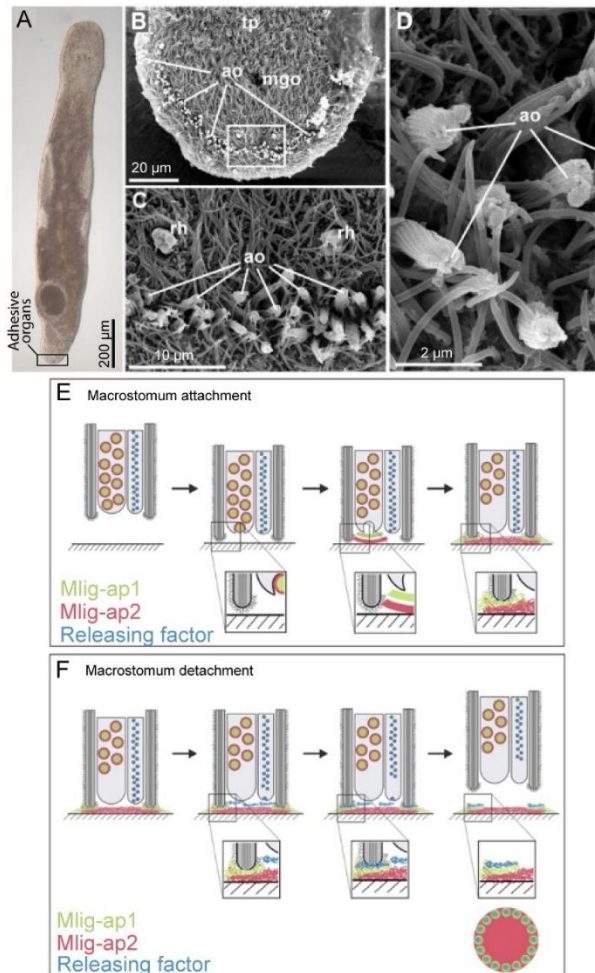 A
Adhesive
organs
200 µm
B
tp
ao
mgo
20 µm
C
rh
rh
ao
10 µm
D
ao
2 µm
E Macrostomum attachment
Mlig-ap1
Mlig-ap2
Releasing factor
F Macrostomum detachment
Mlig-ap1
Mlig-ap2
Releasing factor